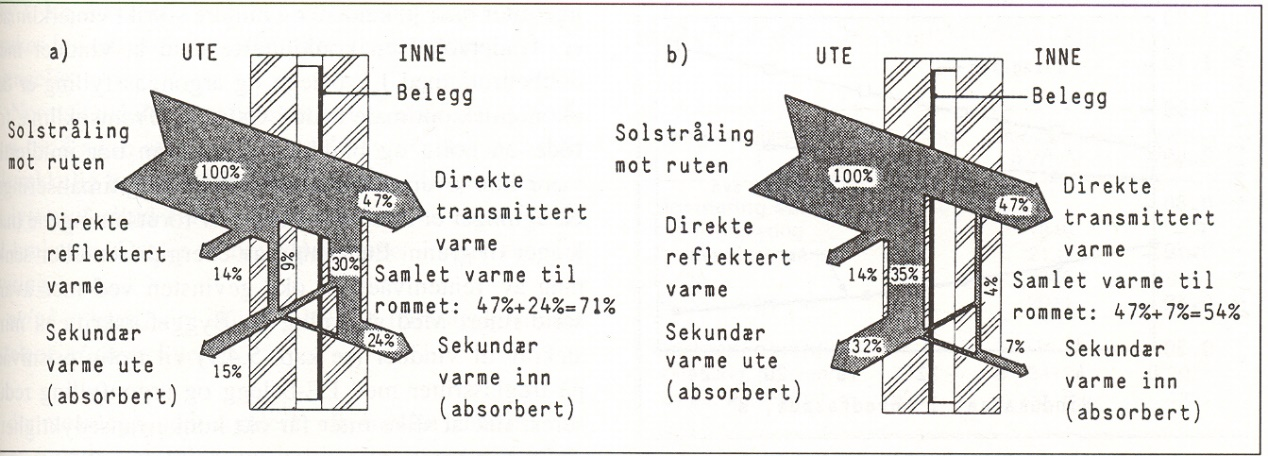 a)
UTE
INNE
Belegg
Solstråling
mot ruten
100%
47%
Direkte
transmittert
varme
Direkte
reflektert
varme
14%
9%
30%
Samlet varme til
rommet: 47%+24%=71%
Sekundær
varme ute
(absorbert)
15%
24%
Sekundær
varme inn
(absorbert)
b)
UTE
INNE
Belegg
Solstråling
mot ruten
100%
47%
Direkte
transmittert
varme
Direkte
reflektert
varme
14%
35%
4%
Samlet varme til
rommet: 47%+7%=54%
Sekundær
varme ute
(absorbert)
32%
7%
Sekundær
varme inn
(absorbert)